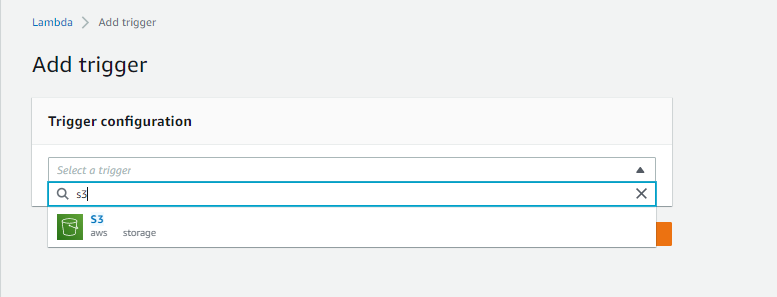 Lambda > Add trigger
Add trigger
Trigger configuration
Select a trigger
s3
S3
aws storage